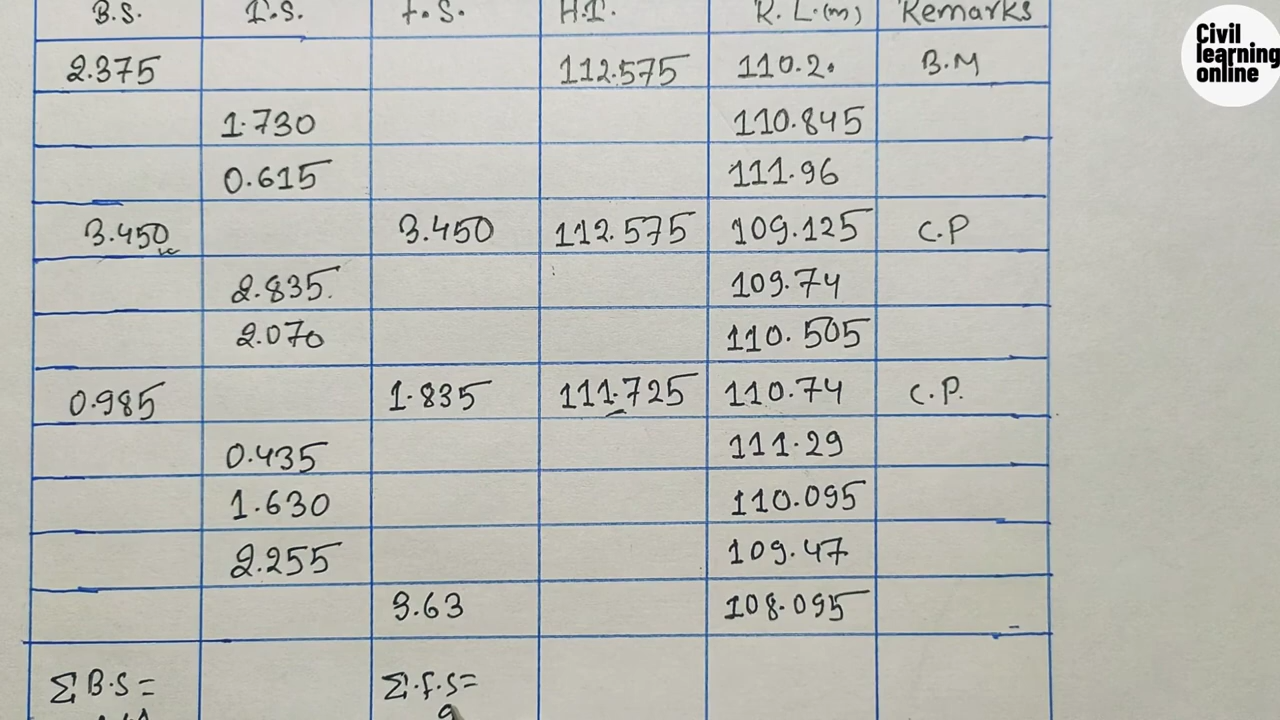 B.S. I.S. F.S. H.I. R.L.(m) Remarks
2.375 112.575 110.2. B.M
1.730 110.845
0.615 111.96
3.450 3.450 112.575 109.125 C.P
2.835. 109.74
2.070 110.505
0.985 1.835 111.725 110.74 C.P.
0.435 111.29
1.630 110.095
2.255 109.47
3.63 108.095
Σ B.S = Σ.f.S=
Civil
learning
online